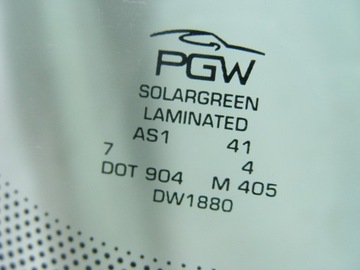 PGW
SOLARGREEN
LAMINATED
AS1 41
7 4
DOT 904 M 405
DW1880